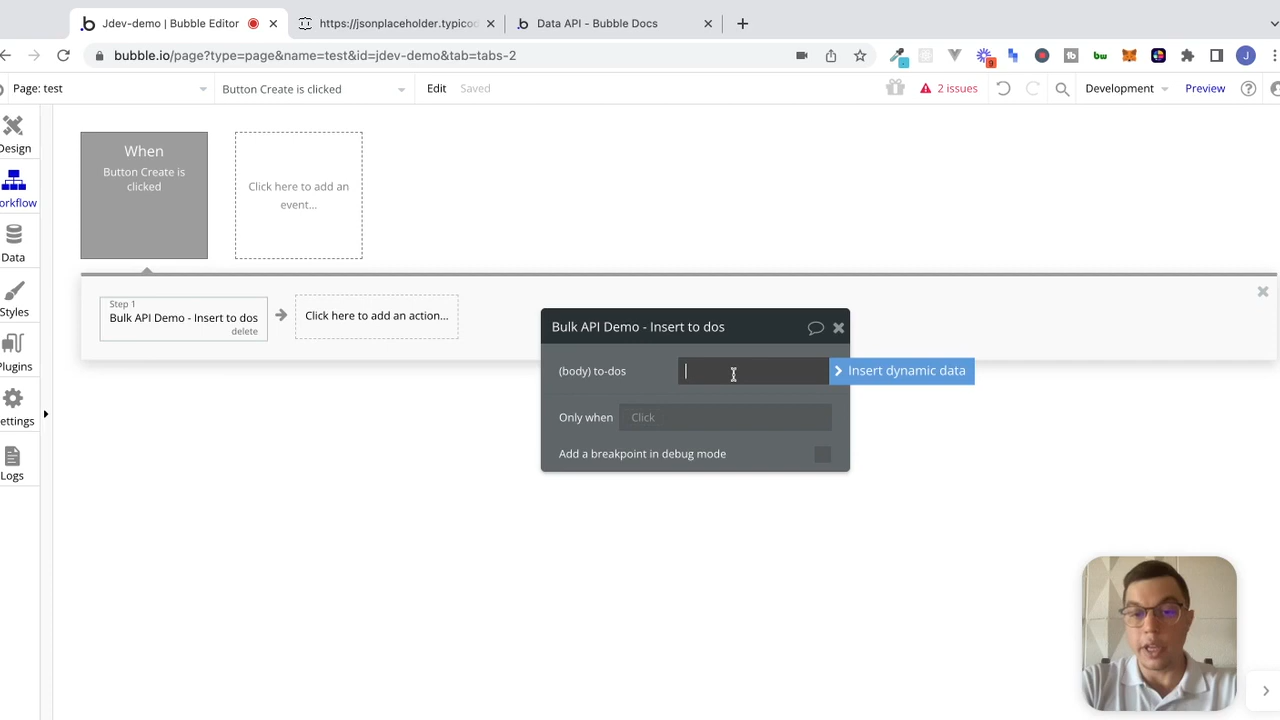 Jdev-demo | Bubble Editor
https://jsonplaceholder.typicod
Data API - Bubble Docs
bubble.io/page?type=page&name=test&id=jdev-demo&tab=tabs-2
J
Page: test
Button Create is clicked
Edit
Saved
2 issues
Development
Preview
Design
orkflow
Data
Styles
Plugins
ettings
Logs
When
Button Create is
clicked
Click here to add an
event...
Step 1
Bulk API Demo - Insert to dos
delete
Click here to add an action...
Bulk API Demo - Insert to dos
(body) to-dos
Insert dynamic data
Only when
Click
Add a breakpoint in debug mode